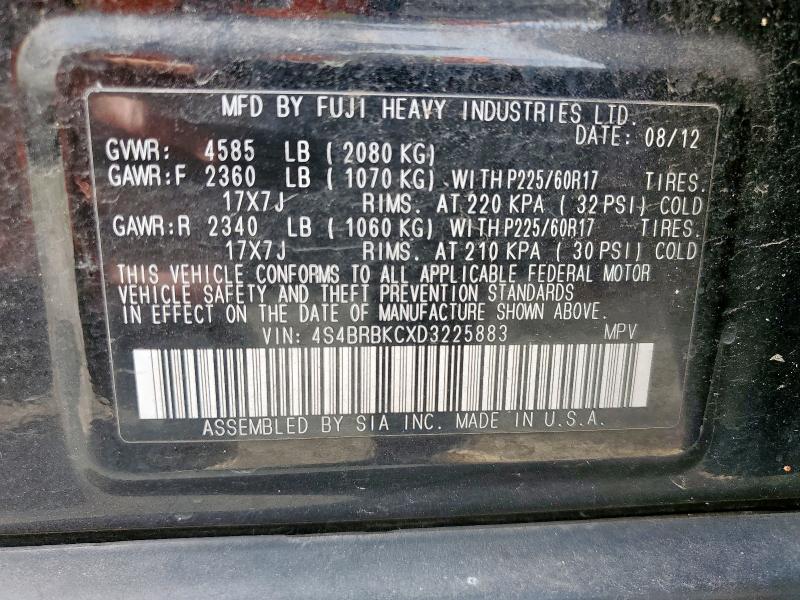 MFD BY FUJI HEAVY INDUSTRIES LTD.
DATE: 08/12
GVWR: 4585 LB ( 2080 KG)
GAWR:F 2360 LB ( 1070 KG) WITH P225/60R17 TIRES.
17X7J RIMS. AT 220 KPA ( 32 PSI) COLD
GAWR:R 2340 LB ( 1060 KG) WITH P225/60R17 TIRES.
17X7J RIMS. AT 210 KPA ( 30 PSI) COLD
THIS VEHICLE CONFORMS TO ALL APPLICABLE FEDERAL MOTOR
VEHICLE SAFETY AND THEFT PREVENTION STANDARDS
IN EFFECT ON THE DATE OF MANUFACTURE SHOWN ABOVE.
VIN: 4S4BRBKCXD3225883 MPV
ASSEMBLED BY SIA INC. MADE IN U.S.A.